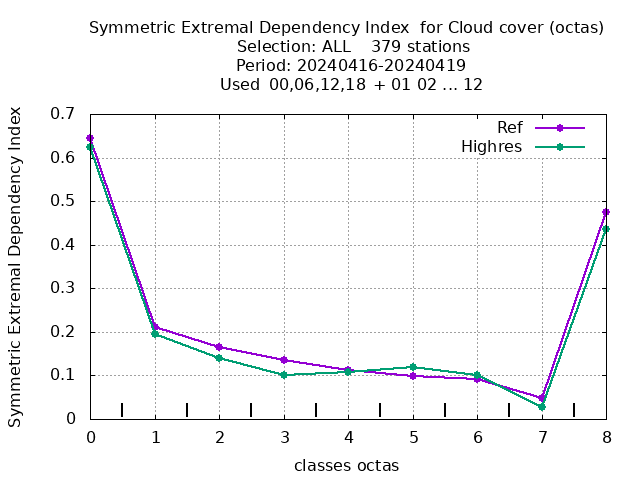 Symmetric Extremal Dependency Index  for Cloud cover (octas)
Selection: ALL    379 stations
Period: 20240416-20240419
Used  00,06,12,18  + 01 02 ... 12
Symmetric Extremal Dependency Index
0.7
0.6
0.5
0.4
0.3
0.2
0.1
0
Ref
Highres
0 1 2 3 4 5 6 7 8
classes octas